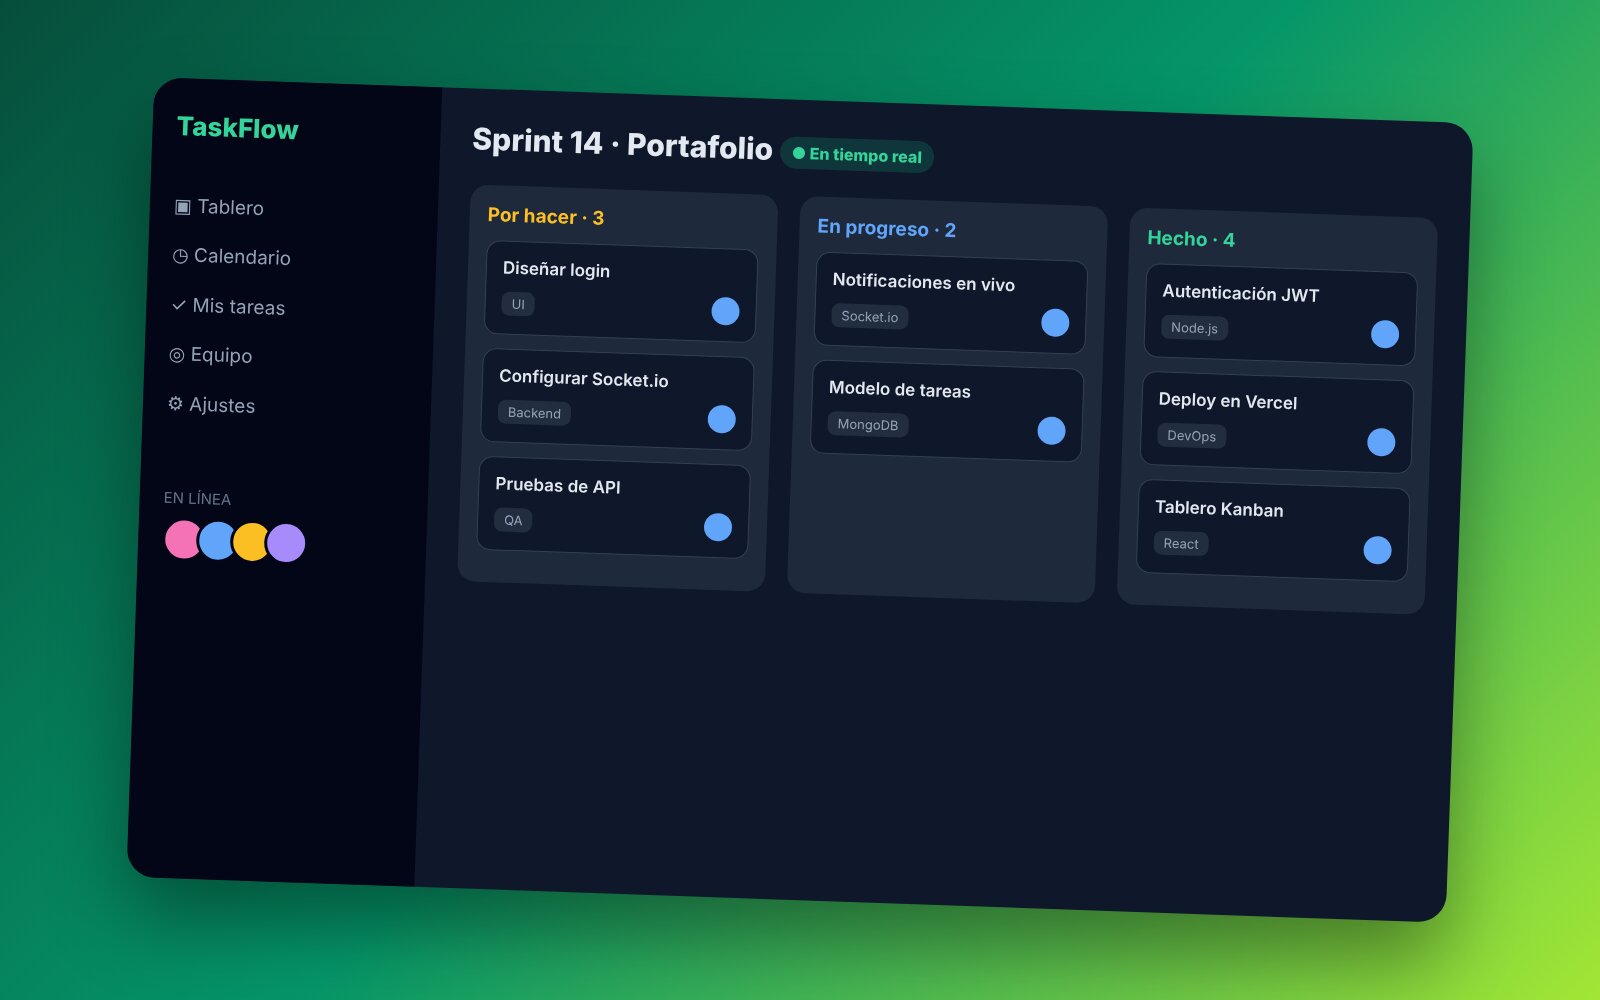 TaskFlow
Tablero
Calendario
Mis tareas
Equipo
Ajustes
EN LÍNEA
Sprint 14 · Portafolio
En tiempo real
Por hacer · 3
Diseñar login
UI
Configurar Socket.io
Backend
Pruebas de API
QA
En progreso · 2
Notificaciones en vivo
Socket.io
Modelo de tareas
MongoDB
Hecho · 4
Autenticación JWT
Node.js
Deploy en Vercel
DevOps
Tablero Kanban
React